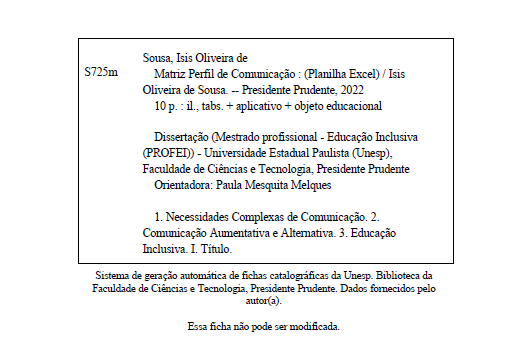 Sousa, Isis Oliveira de
S725m
Matriz Perfil de Comunicação : (Planilha Excel) / Isis
Oliveira de Sousa. -- Presidente Prudente, 2022
10 p. : il., tabs. + aplicativo + objeto educacional
Dissertação (Mestrado profissional - Educação Inclusiva
(PROFEI)) - Universidade Estadual Paulista (Unesp),
Faculdade de Ciências e Tecnologia, Presidente Prudente
Orientadora: Paula Mesquita Melques
1. Necessidades Complexas de Comunicação. 2.
Comunicação Aumentativa e Alternativa. 3. Educação
Inclusiva. I. Título.
Sistema de geração automática de fichas catalográficas da Unesp. Biblioteca da
Faculdade de Ciências e Tecnologia, Presidente Prudente. Dados fornecidos pelo
autor(a).
Essa ficha não pode ser modificada.